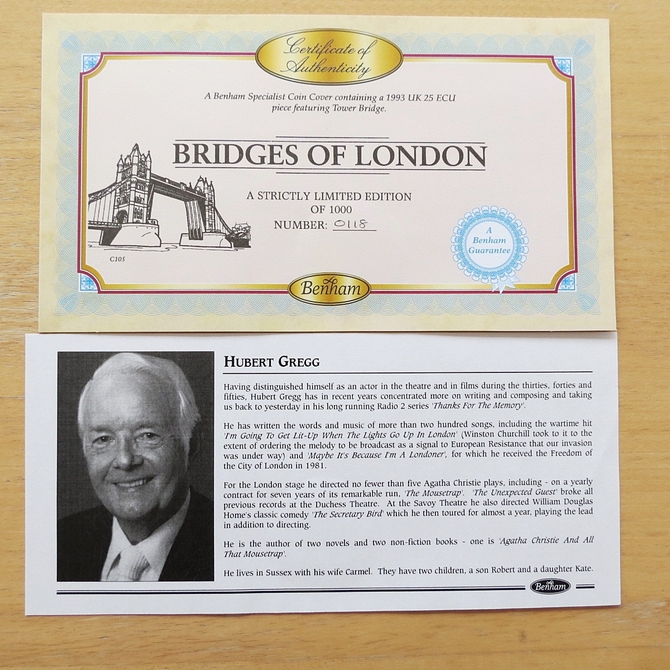 Certificate of
Authenticity
A Benham Specialist Coin Cover containing a 1993 UK 25 ECU
piece featuring Tower Bridge.
BRIDGES OF LONDON
A STRICTLY LIMITED EDITION
OF 1000
NUMBER: 0118
A
Benham
Guarantee
C105
Benham
HUBERT GREGG
Having distinguished himself as an actor in the theatre and in films during the thirties, forties and
fifties, Hubert Gregg has in recent years concentrated more on writing and composing and taking
us back to yesterday in his long running Radio 2 series 'Thanks For The Memory'.
He has written the words and music of more than two hundred songs, including the wartime hit
'I'm Going To Get Lit-Up When The Lights Go Up In London' (Winston Churchill took to it to the
extent of ordering the melody to be broadcast as a signal to European Resistance that our invasion
was under way) and 'Maybe It's Because I'm A Londoner', for which he received the Freedom of
the City of London in 1981.
For the London stage he directed no fewer than five Agatha Christie plays, including - on a yearly
contract for seven years of its remarkable run, 'The Mousetrap'. 'The Unexpected Guest' broke all
previous records at the Duchess Theatre. At the Savoy Theatre he also directed William Douglas
Home's classic comedy 'The Secretary Bird' which he then toured for almost a year, playing the lead
in addition to directing.
He is the author of two novels and two non-fiction books - one is 'Agatha Christie And All
That Mousetrap'.
He lives in Sussex with his wife Carmel. They have two children, a son Robert and a daughter Kate.
Benham